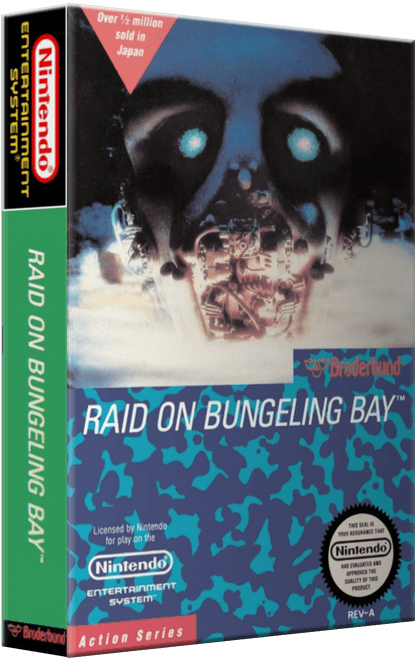 Nintendo®
ENTERTAINMENT
SYSTEM®
RAID ON BUNGELING BAY™
Brøderbund
Over ½ million
sold in
Japan
Brøderbund
RAID ON BUNGELING BAY™
Licensed by Nintendo
for play on the
Nintendo®
ENTERTAINMENT
SYSTEM™
THIS SEAL IS
YOUR ASSURANCE THAT
Nintendo
HAS EVALUATED AND
APPROVED THE
QUALITY OF THIS
PRODUCT
REV-A
Action Series